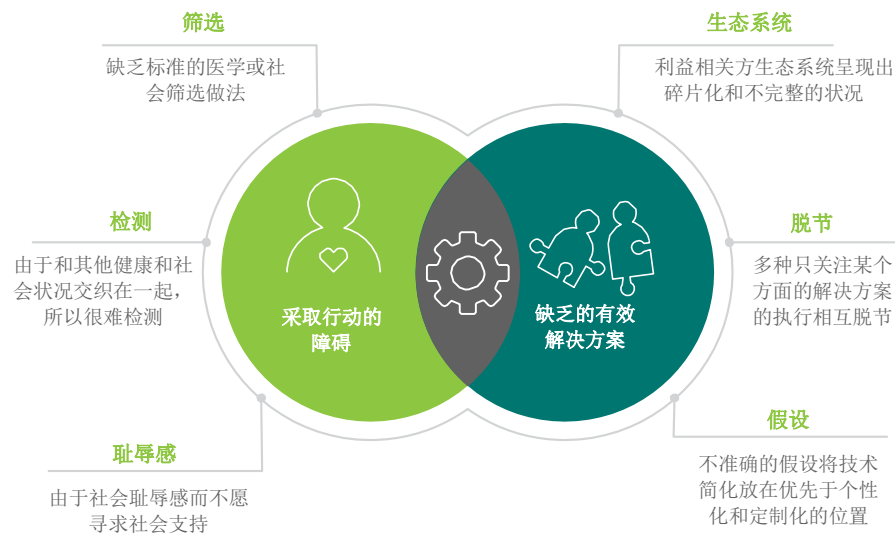 筛选
缺乏标准的医学或社
会筛选做法
检测
由于和其他健康和社
会状况交织在一起，
所以很难检测
耻辱感
由于社会耻辱感而不愿
寻求社会支持
采取行动的
障碍
缺乏的有效
解决方案
生态系统
利益相关方生态系统呈现出
碎片化和不完整的状况
脱节
多种只关注某个
方面的解决方案
的执行相互脱节
假设
不准确的假设将技术
简化放在优先于个性
化和定制化的位置